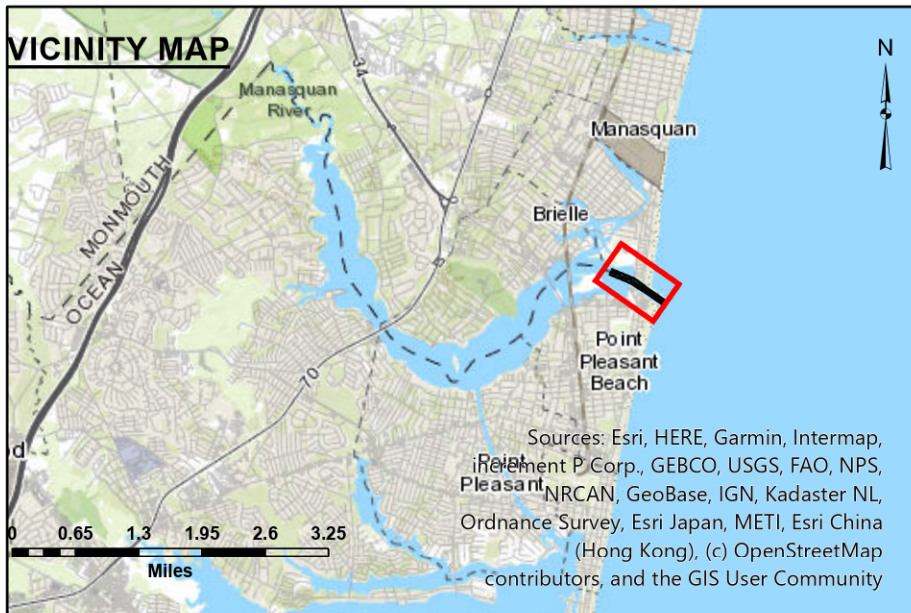 VICINITY MAP
N
34
Manasquan
River
Manasquan
MONMOUTH
OCEAN
Brielle
70
Point
Pleasant
Beach
Point
Pleasant
od
Sources: Esri, HERE, Garmin, Intermap,
increment P Corp., GEBCO, USGS, FAO, NPS,
NRCAN, GeoBase, IGN, Kadaster NL,
Ordnance Survey, Esri Japan, METI, Esri China
(Hong Kong), (c) OpenStreetMap
contributors, and the GIS User Community
0 0.65 1.3 1.95 2.6 3.25
Miles